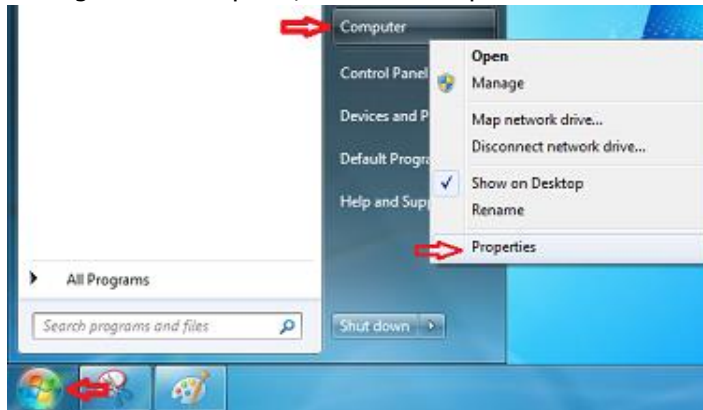 Computer
Control Panel
Devices and P
Default Progra
Help and Supp
Shut down
Open
Manage
Map network drive...
Disconnect network drive...
Show on Desktop
Rename
Properties
All Programs
Search programs and files